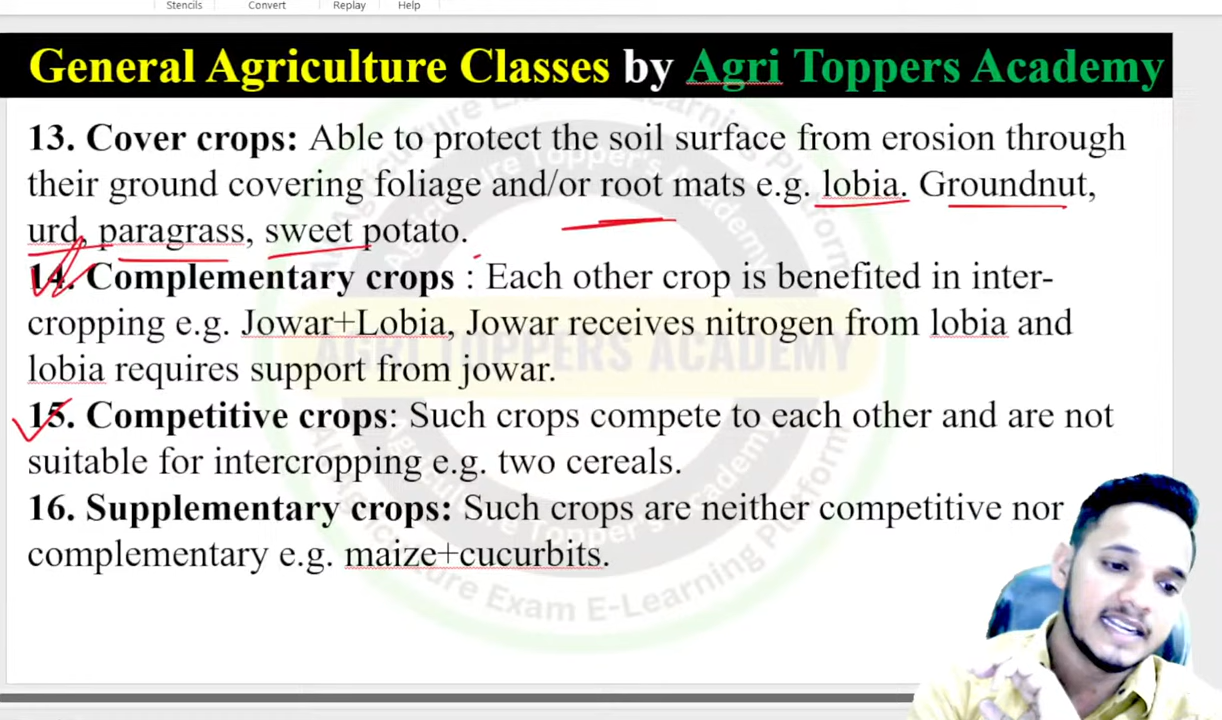 Stencils Convert Replay Help
General Agriculture Classes by Agri Toppers Academy
13. Cover crops: Able to protect the soil surface from erosion through
their ground covering foliage and/or root mats e.g. lobia. Groundnut,
urd, paragrass, sweet potato.
14. Complementary crops : Each other crop is benefited in inter-
cropping e.g. Jowar+Lobia, Jowar receives nitrogen from lobia and
lobia requires support from jowar.
15. Competitive crops: Such crops compete to each other and are not
suitable for intercropping e.g. two cereals.
16. Supplementary crops: Such crops are neither competitive nor
complementary e.g. maize+cucurbits.
AGRI TOPPERS ACADEMY